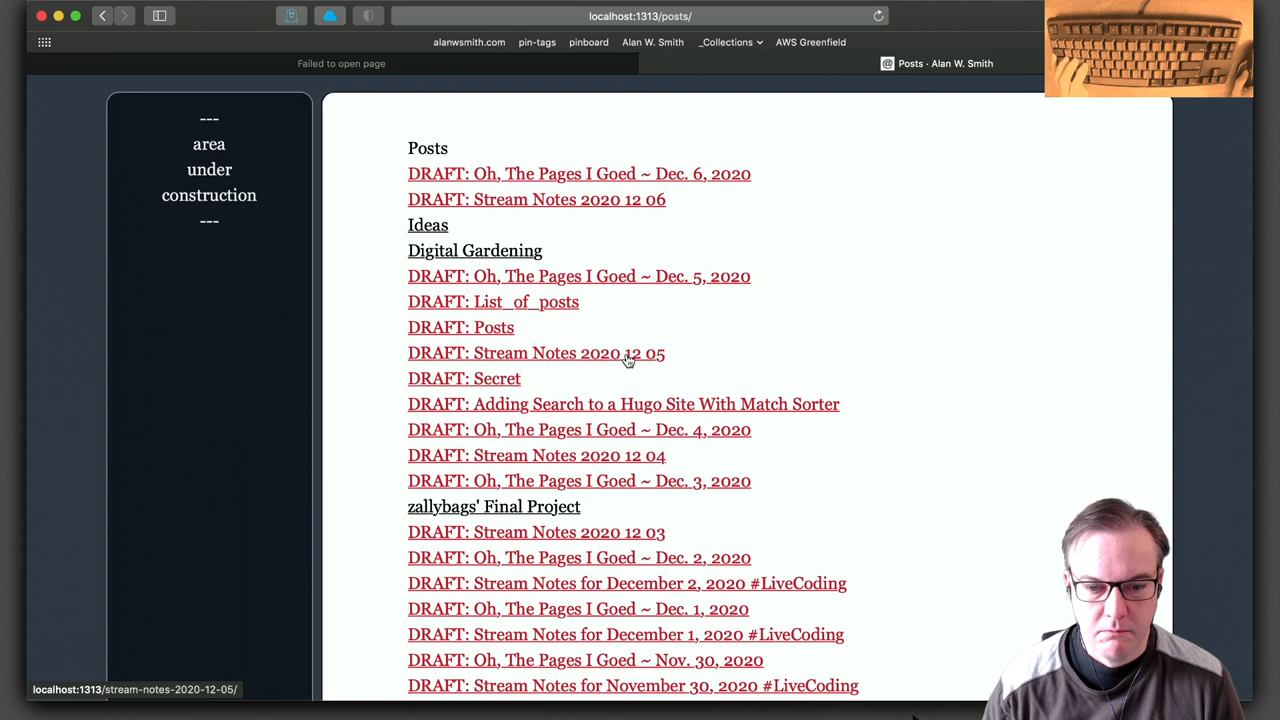 localhost:1313/posts/
alanwsmith.com pin-tags pinboard Alan W. Smith _Collections AWS Greenfield
Failed to open page
@ Posts · Alan W. Smith
---
area
under
construction
---
Posts
DRAFT: Oh, The Pages I Goed ~ Dec. 6, 2020
DRAFT: Stream Notes 2020 12 06
Ideas
Digital Gardening
DRAFT: Oh, The Pages I Goed ~ Dec. 5, 2020
DRAFT: List_of_posts
DRAFT: Posts
DRAFT: Stream Notes 2020 12 05
DRAFT: Secret
DRAFT: Adding Search to a Hugo Site With Match Sorter
DRAFT: Oh, The Pages I Goed ~ Dec. 4, 2020
DRAFT: Stream Notes 2020 12 04
DRAFT: Oh, The Pages I Goed ~ Dec. 3, 2020
zallybags' Final Project
DRAFT: Stream Notes 2020 12 03
DRAFT: Oh, The Pages I Goed ~ Dec. 2, 2020
DRAFT: Stream Notes for December 2, 2020 #LiveCoding
DRAFT: Oh, The Pages I Goed ~ Dec. 1, 2020
DRAFT: Stream Notes for December 1, 2020 #LiveCoding
DRAFT: Oh, The Pages I Goed ~ Nov. 30, 2020
DRAFT: Stream Notes for November 30, 2020 #LiveCoding
localhost:1313/stream-notes-2020-12-05/